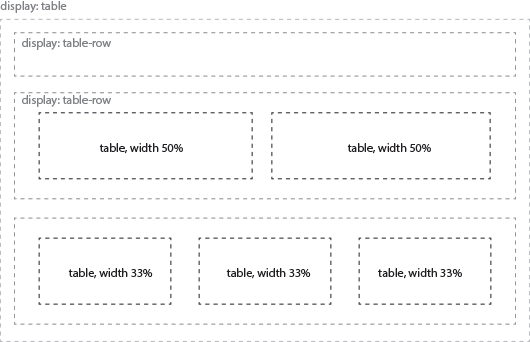 display: table
display: table-row
display: table-row
table, width 50%
table, width 50%
table, width 33%
table, width 33%
table, width 33%